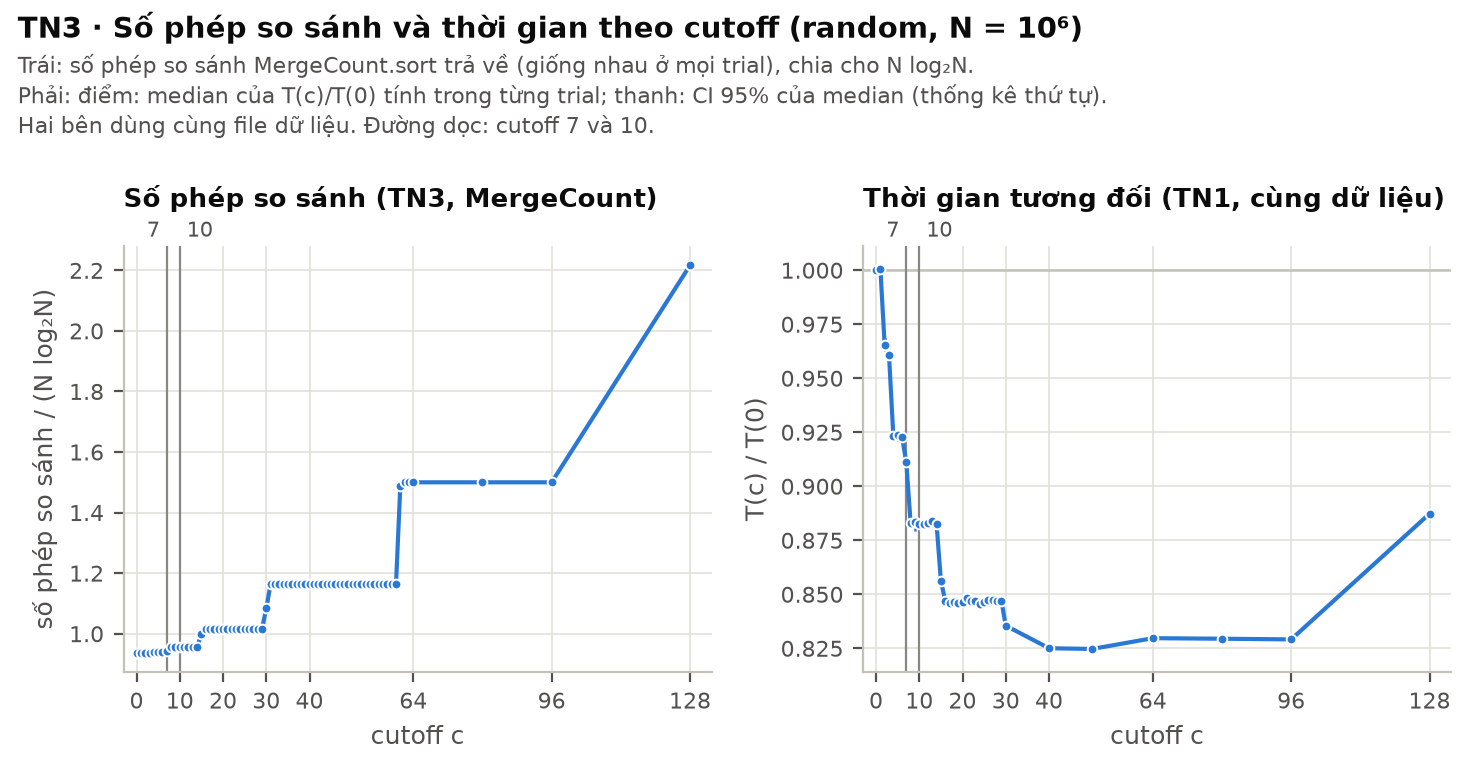 TN3 · Số phép so sánh và thời gian theo cutoff (random, N = 10⁶)
Trái: số phép so sánh MergeCount.sort trả về (giống nhau ở mọi trial), chia cho N log₂N.
Phải: điểm: median của T(c)/T(0) tính trong từng trial; thanh: CI 95% của median (thống kê thứ tự).
Hai bên dùng cùng file dữ liệu. Đường dọc: cutoff 7 và 10.
Số phép so sánh (TN3, MergeCount)
7 10
số phép so sánh / (N log₂N)
2.2
2.0
1.8
1.6
1.4
1.2
1.0
0 10 20 30 40 64 96 128
cutoff c
Thời gian tương đối (TN1, cùng dữ liệu)
7 10
T(c) / T(0)
1.000
0.975
0.950
0.925
0.900
0.875
0.850
0.825
0 10 20 30 40 64 96 128
cutoff c